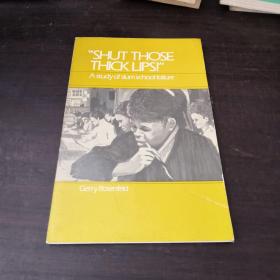 "SHUT THOSE
THICK LIPS!"
A study of slum school failure
Gerry Rosenfeld